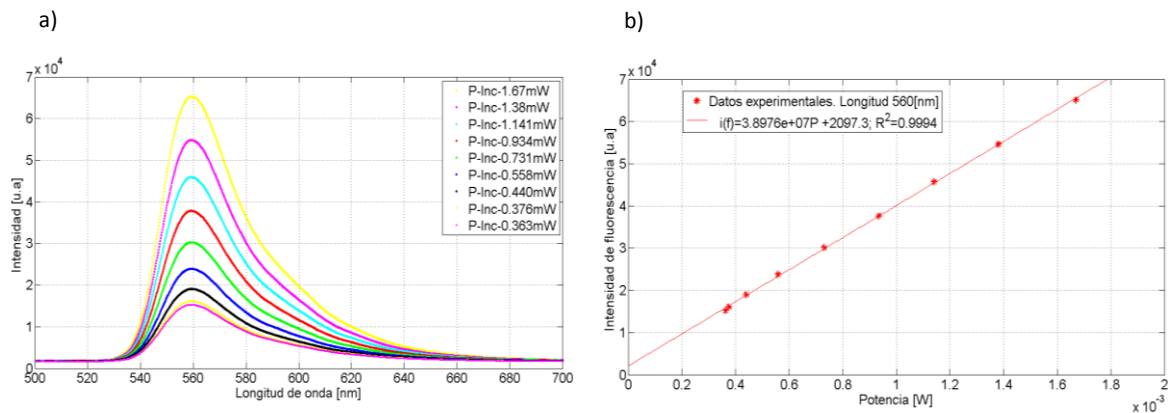 a)
7 x 10^4
6
5
4
3
2
1
0
Intensidad [u.a]
P-Inc-1.67mW
P-Inc-1.38mW
P-Inc-1.141mW
P-Inc-0.934mW
P-Inc-0.731mW
P-Inc-0.558mW
P-Inc-0.440mW
P-Inc-0.376mW
P-Inc-0.363mW
500 520 540 560 580 600 620 640 660 680 700
Longitud de onda [nm]
b)
7 x 10^4
6
5
4
3
2
1
0
Intensidad de fluorescencia [u.a]
Datos experimentales. Longitud 560[nm]
i(f)=3.8976e+07P +2097.3; R^2=0.9994
0 0.2 0.4 0.6 0.8 1 1.2 1.4 1.6 1.8 2
Potencia [W]
x 10^-3